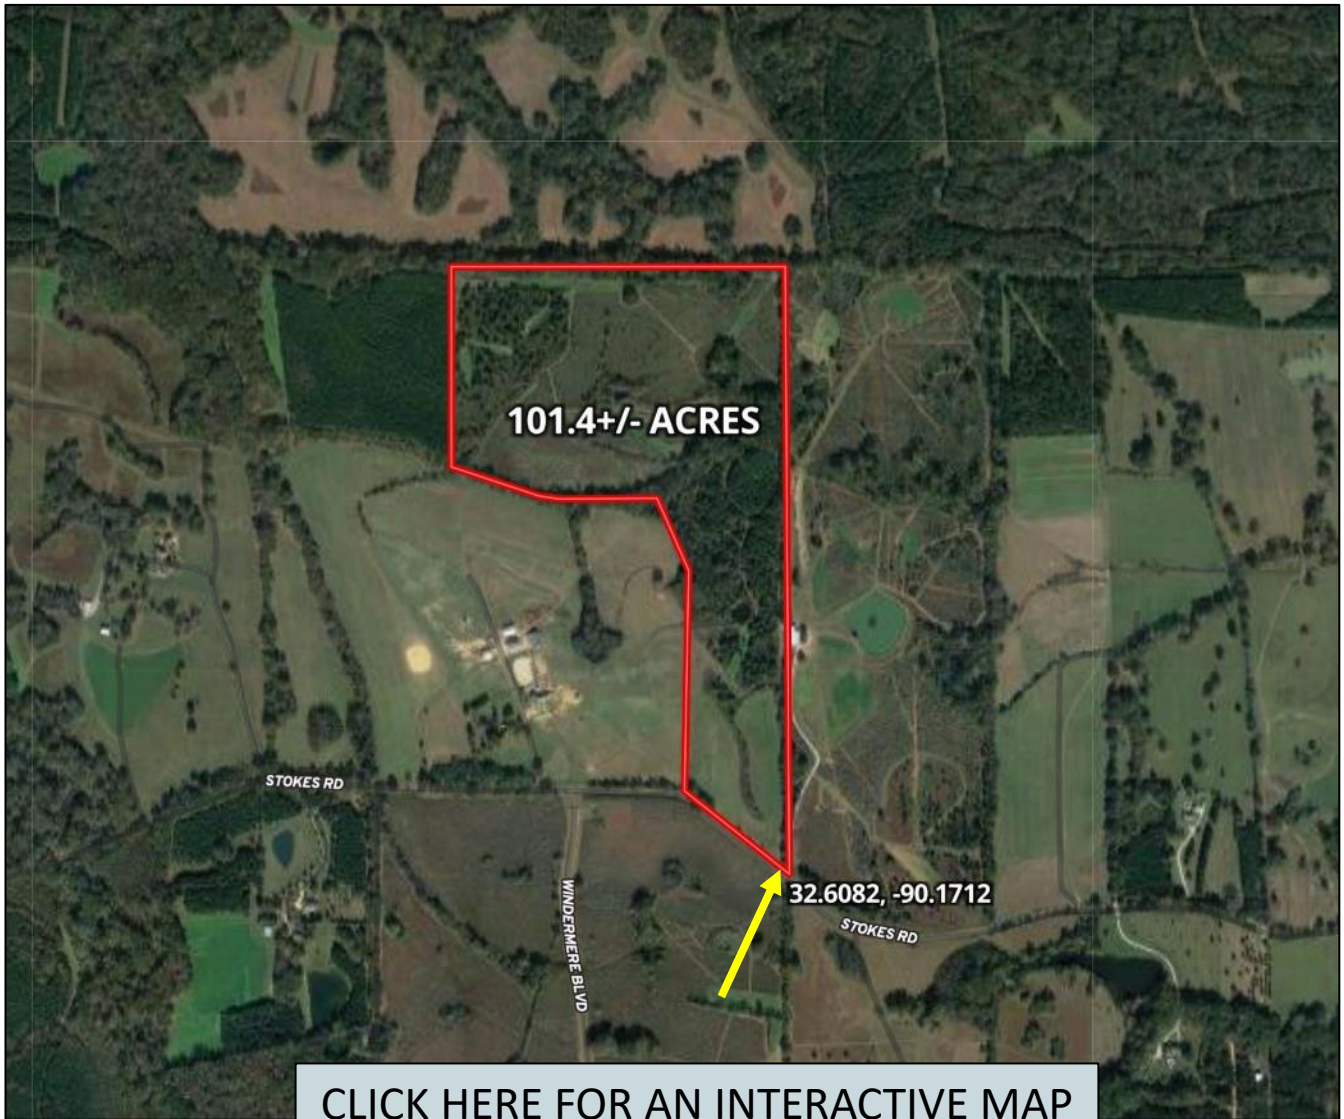 101.4+/- ACRES
STOKES RD
WINDERMERE BLVD
32.6082, -90.1712
STOKES RD
CLICK HERE FOR AN INTERACTIVE MAP